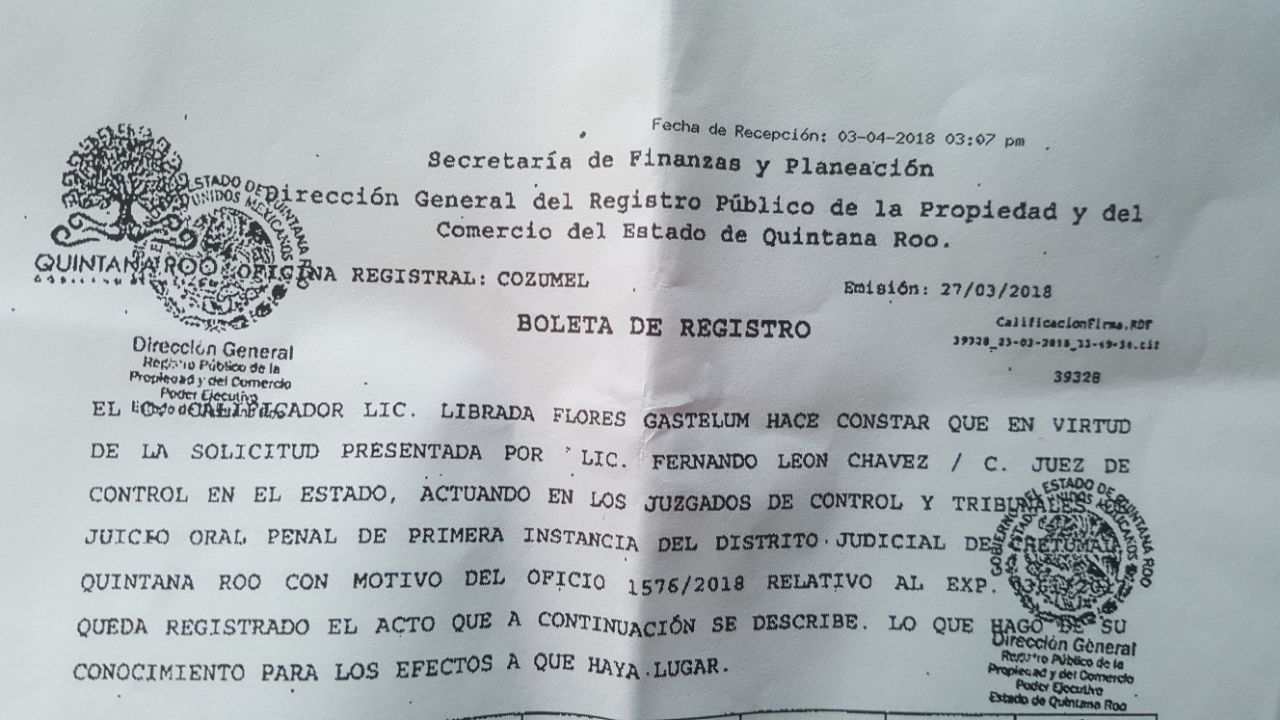 Fecha de Recepción: 03-04-2018 03:07 pm
Secretaría de Finanzas y Planeación
Dirección General del Registro Público de la Propiedad y del
Comercio del Estado de Quintana Roo.
QUINTANA ROO
OFICINA REGISTRAL: COZUMEL
Emisión: 27/03/2018
BOLETA DE REGISTRO
CalificacionFirma.RDF
39328
Dirección General
Registro Público de la
Propiedad y del Comercio
Poder Ejecutivo
EL CALIFICADOR LIC. LIBRADA FLORES GASTELUM HACE CONSTAR QUE EN VIRTUD
DE LA SOLICITUD PRESENTADA POR LIC. FERNANDO LEON CHAVEZ / C. JUEZ DE
CONTROL EN EL ESTADO, ACTUANDO EN LOS JUZGADOS DE CONTROL Y TRIBUNALES
JUICIO ORAL PENAL DE PRIMERA INSTANCIA DEL DISTRITO JUDICIAL DE CHETUMAL
QUINTANA ROO CON MOTIVO DEL OFICIO 1576/2018 RELATIVO AL EXP.
QUEDA REGISTRADO EL ACTO QUE A CONTINUACIÓN SE DESCRIBE. LO QUE HAGO DE SU
CONOCIMIENTO PARA LOS EFECTOS A QUE HAYA LUGAR.
Dirección General
Registro Público de la
Propiedad y del Comercio
Poder Ejecutivo
Estado de Quintana Roo